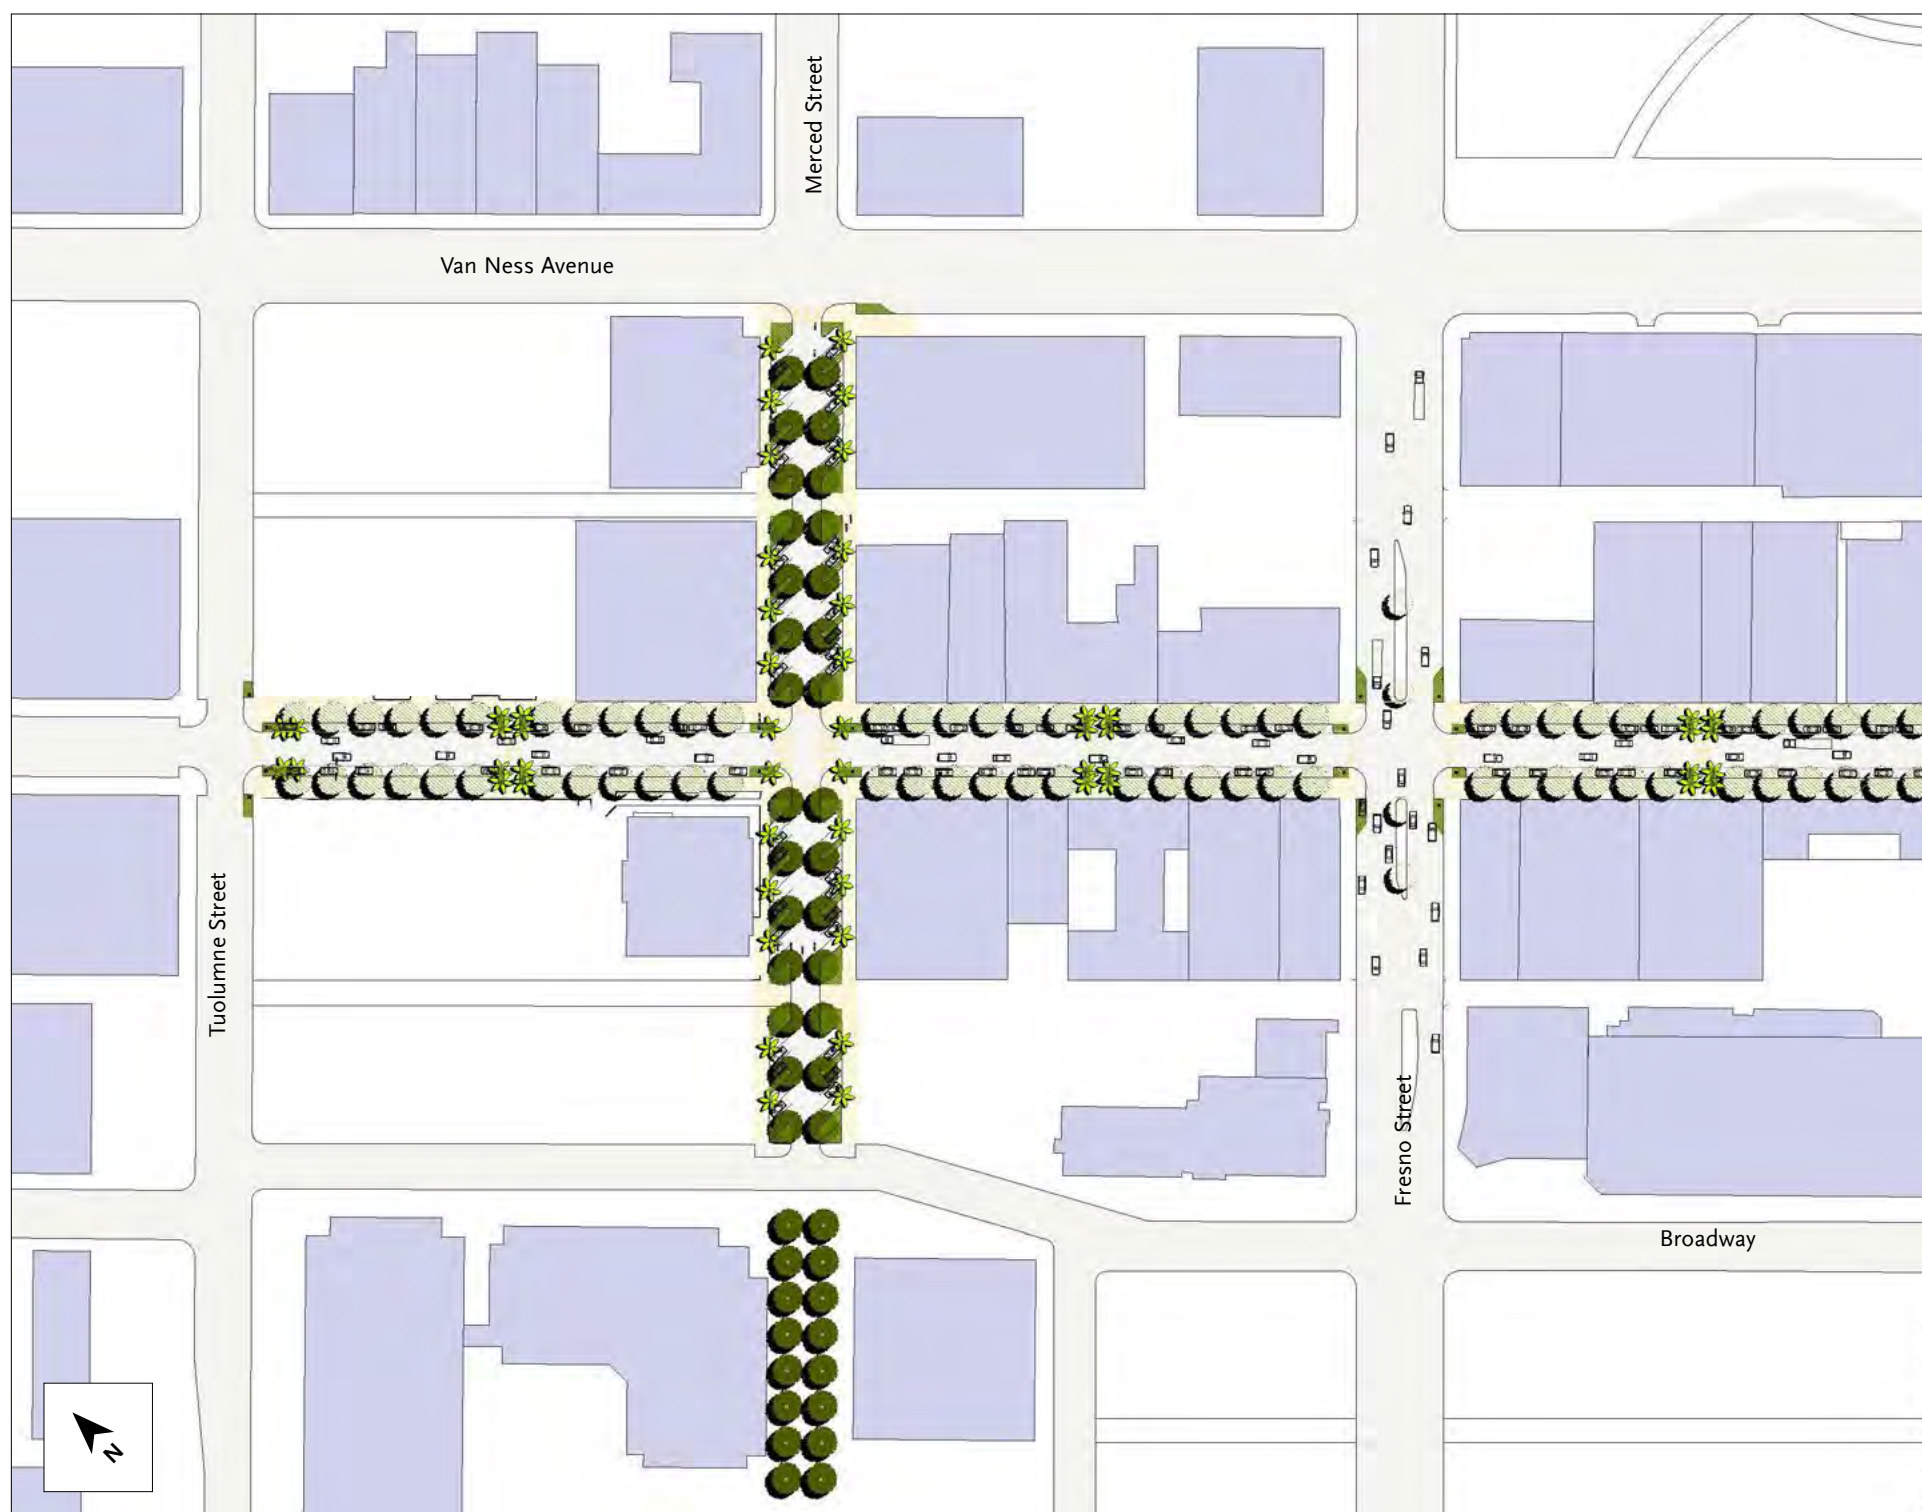 Merced Street
Van Ness Avenue
Tuolumne Street
Fresno Street
Broadway
N